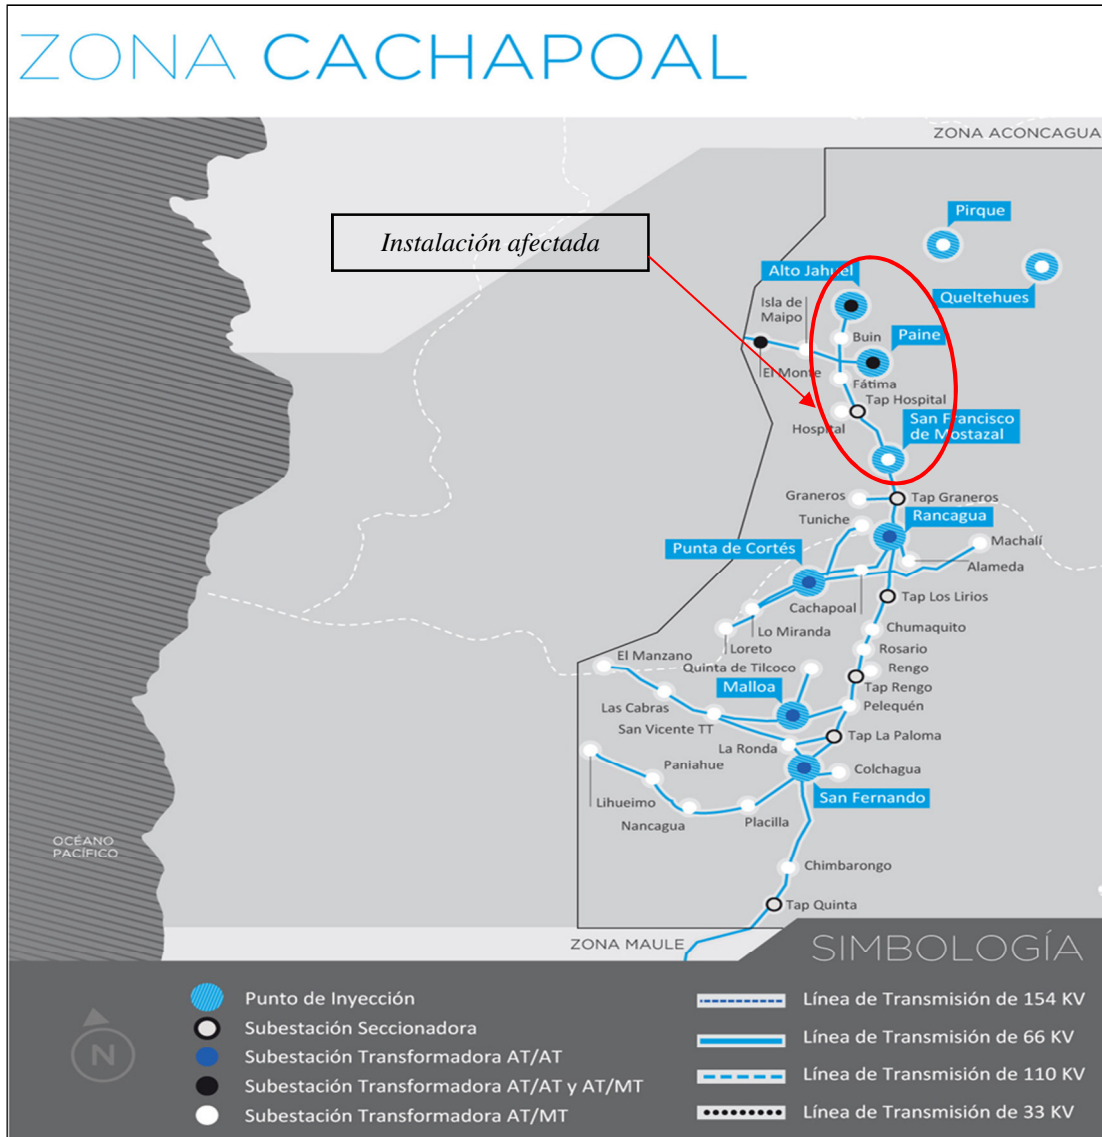 ZONA CACHAPOAL
ZONA ACONCAGUA
Pirque
Instalación afectada
Alto Jahuel
Queltehues
Isla de
Maipo
Buin
Paine
El Monte
Fátima
Tap Hospital
Hospital
San Francisco
de Mostazal
Graneros
Tap Graneros
Tuniche
Rancagua
Machalí
Punta de Cortés
Alameda
Cachapoal
Tap Los Lirios
Lo Miranda
Chumaquito
Loreto
Rosario
El Manzano
Quinta de Tilcoco
Rengo
Tap Rengo
Malloa
Las Cabras
Pelequén
San Vicente TT
Tap La Paloma
La Ronda
Paniahue
Colchagua
Lihueimo
San Fernando
Nancagua
Placilla
OCÉANO
PACÍFICO
Chimbarongo
Tap Quinta
ZONA MAULE
SIMBOLOGÍA
N
Punto de Inyección
Subestación Seccionadora
Subestación Transformadora AT/AT
Subestación Transformadora AT/AT y AT/MT
Subestación Transformadora AT/MT
Línea de Transmisión de 154 KV
Línea de Transmisión de 66 KV
Línea de Transmisión de 110 KV
Línea de Transmisión de 33 KV